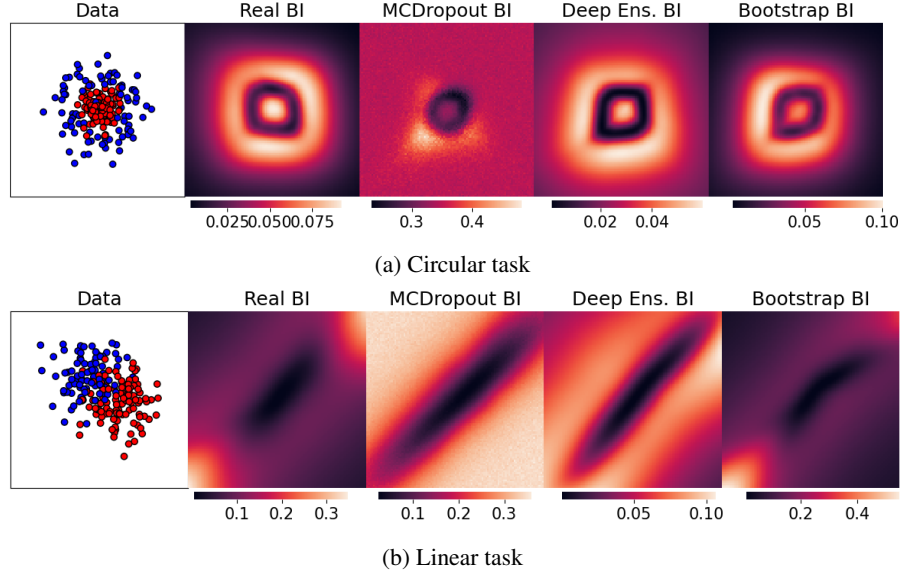 Data Real BI MCDropout BI Deep Ens. BI Bootstrap BI
0.025 0.050 0.075 0.3 0.4 0.02 0.04 0.05 0.10
(a) Circular task
Data Real BI MCDropout BI Deep Ens. BI Bootstrap BI
0.1 0.2 0.3 0.1 0.2 0.3 0.05 0.10 0.2 0.4
(b) Linear task